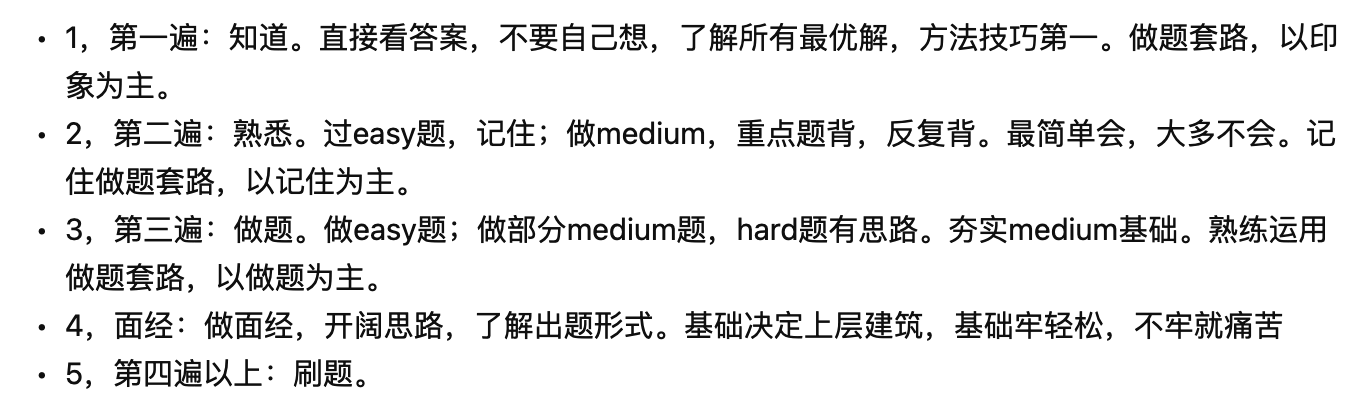 • 1，第一遍：知道。直接看答案，不要自己想，了解所有最优解，方法技巧第一。做题套路，以印
象为主。
• 2，第二遍：熟悉。过easy题，记住；做medium，重点题背，反复背。最简单会，大多不会。记
住做题套路，以记住为主。
• 3，第三遍：做题。做easy题；做部分medium题，hard题有思路。夯实medium基础。熟练运用
做题套路，以做题为主。
• 4，面经：做面经，开阔思路，了解出题形式。基础决定上层建筑，基础牢轻松，不牢就痛苦
• 5，第四遍以上：刷题。